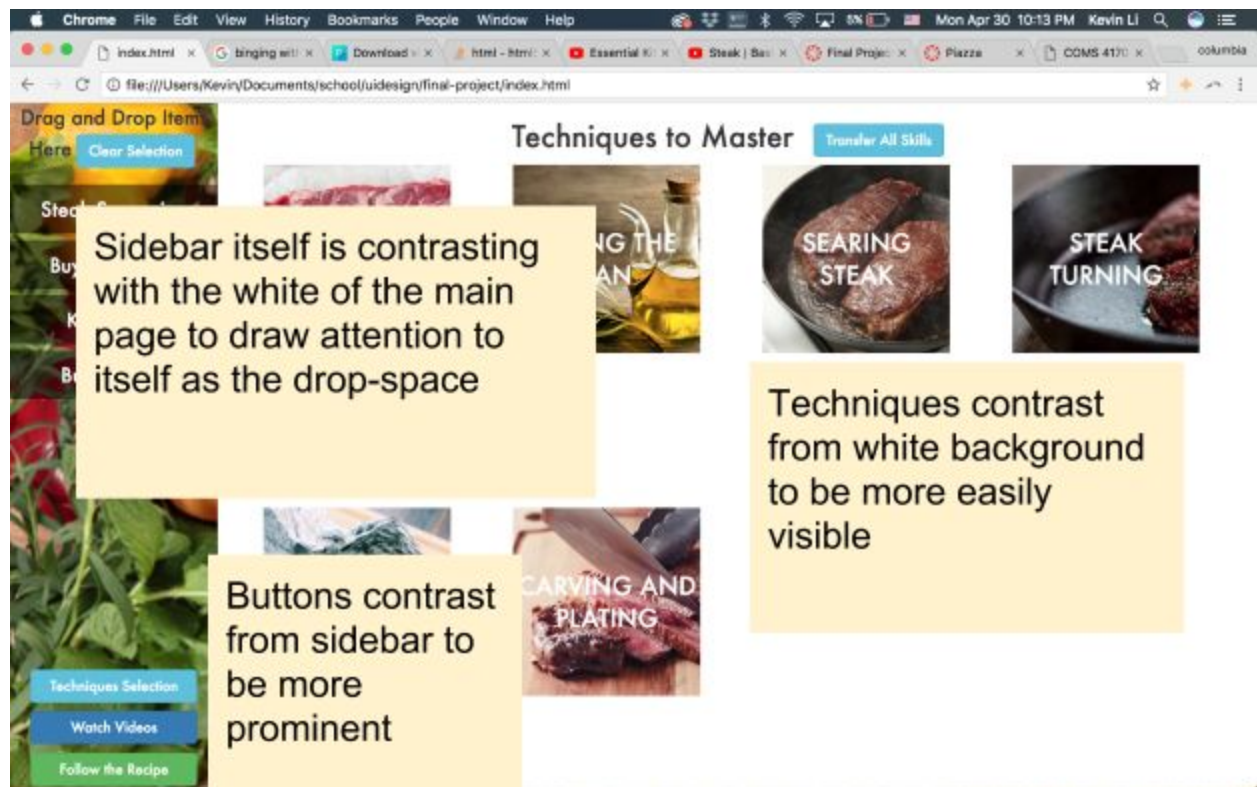 Chrome File Edit View History Bookmarks People Window Help Mon Apr 30 10:13 PM Kevin Li
index.html Download Essential Steak | Final Piazza COMS columbia
file:///Users/Kevin/Documents/school/uidesign/final-project/index.html
Drag and Drop Item
Here Clear Selection
Techniques to Master Transfer All Skills
SEARING
STEAK
STEAK
TURNING
Sidebar itself is contrasting
with the white of the main
page to draw attention to
itself as the drop-space
Techniques contrast
from white background
to be more easily
visible
CARVING AND
PLATING
Buttons contrast
from sidebar to
be more
prominent
Techniques Selection
Watch Videos
Follow the Recipe